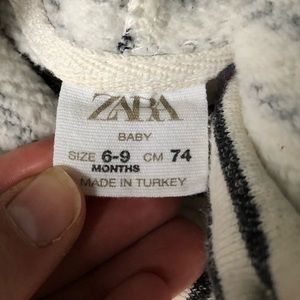 ZARA
BABY
SIZE 6-9 CM 74
MONTHS
MADE IN TURKEY